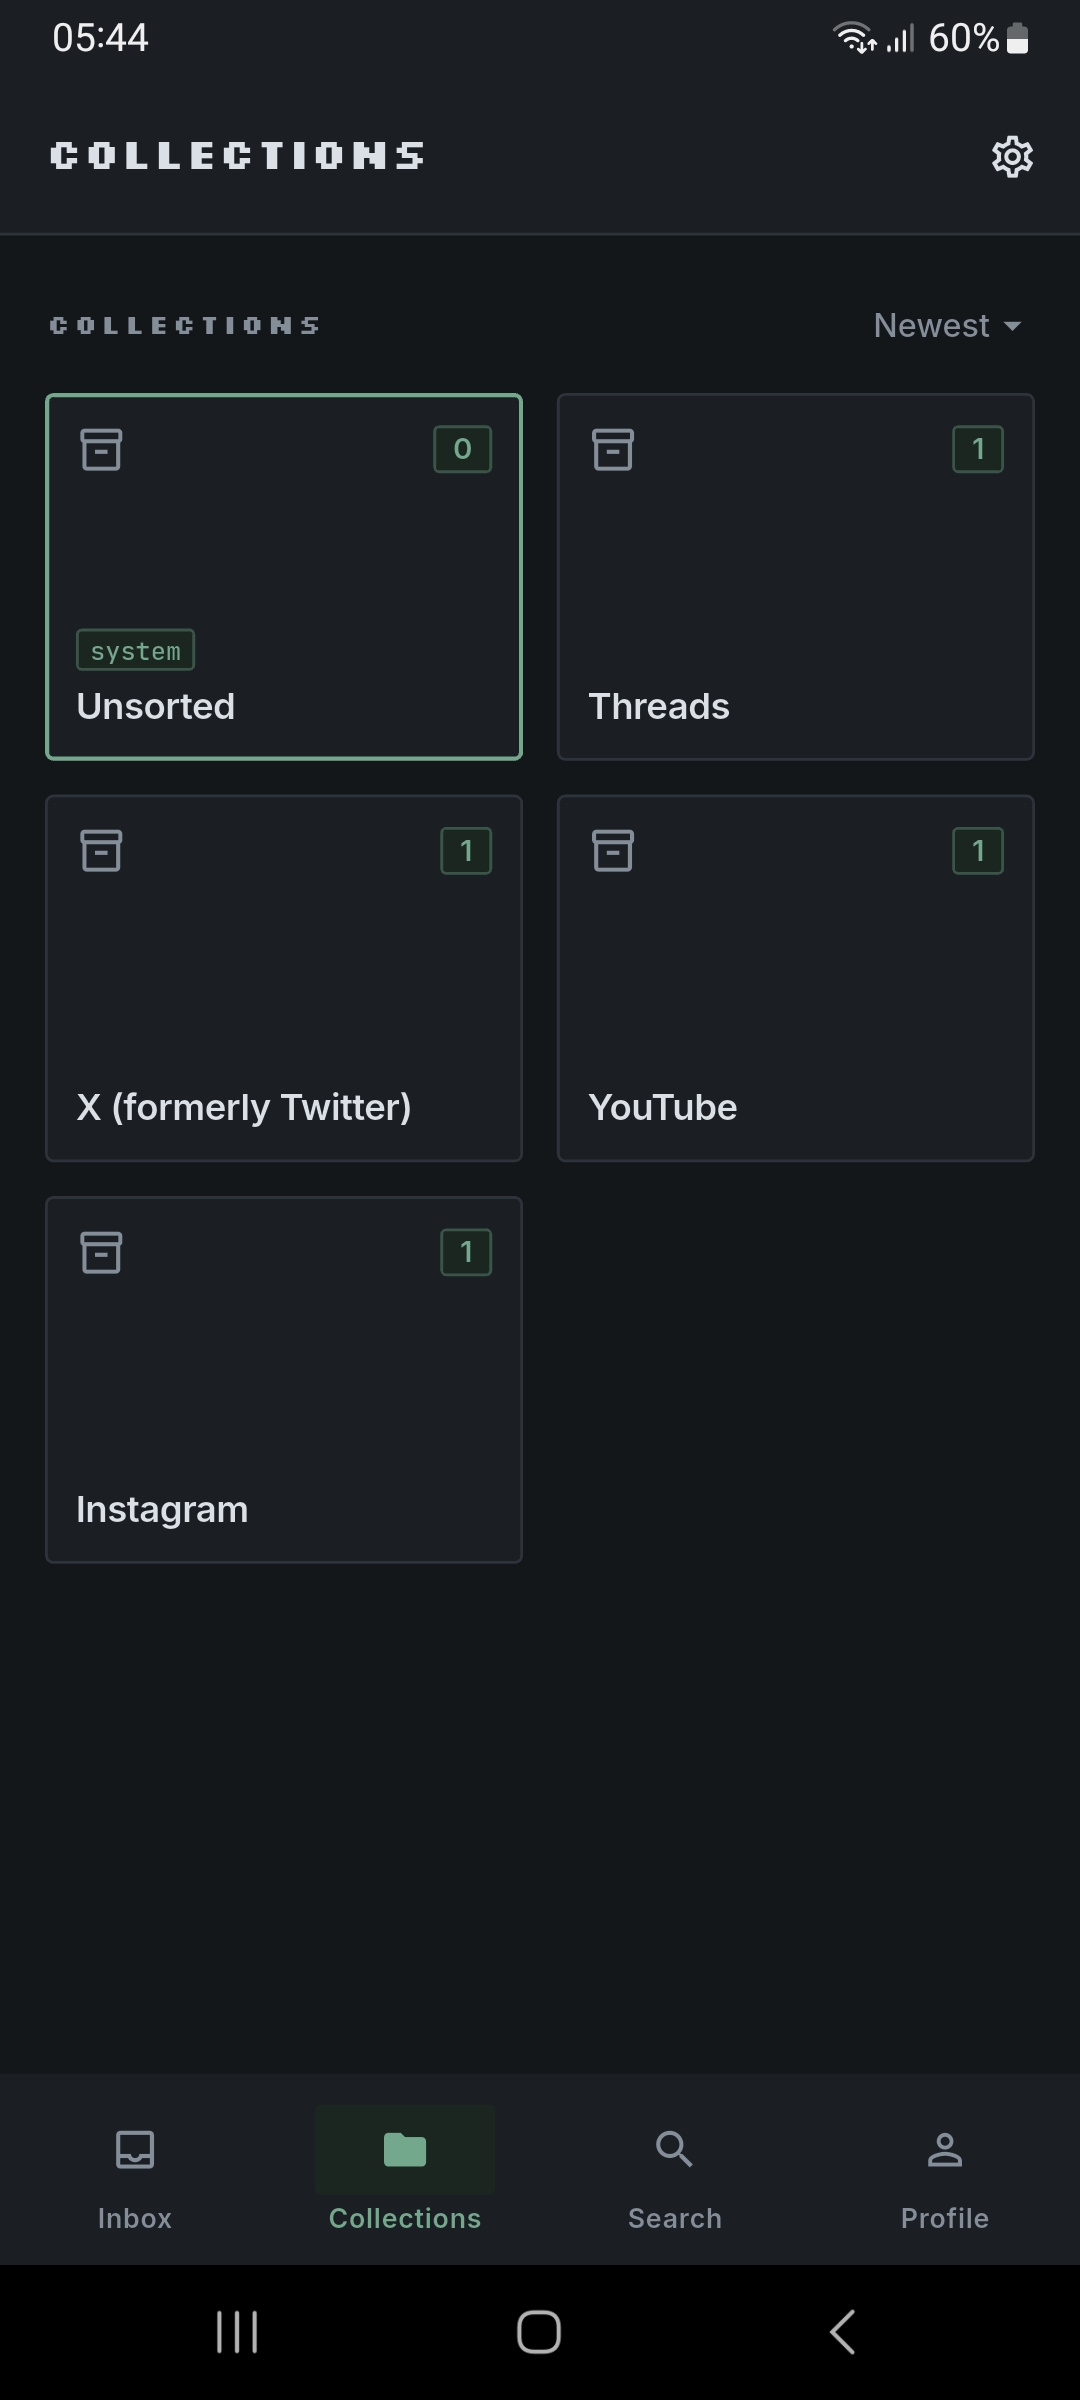 05:44 60%
COLLECTIONS
COLLECTIONS Newest
0 1
system
Unsorted Threads
1 1
X (formerly Twitter) YouTube
1
Instagram
Inbox Collections Search Profile